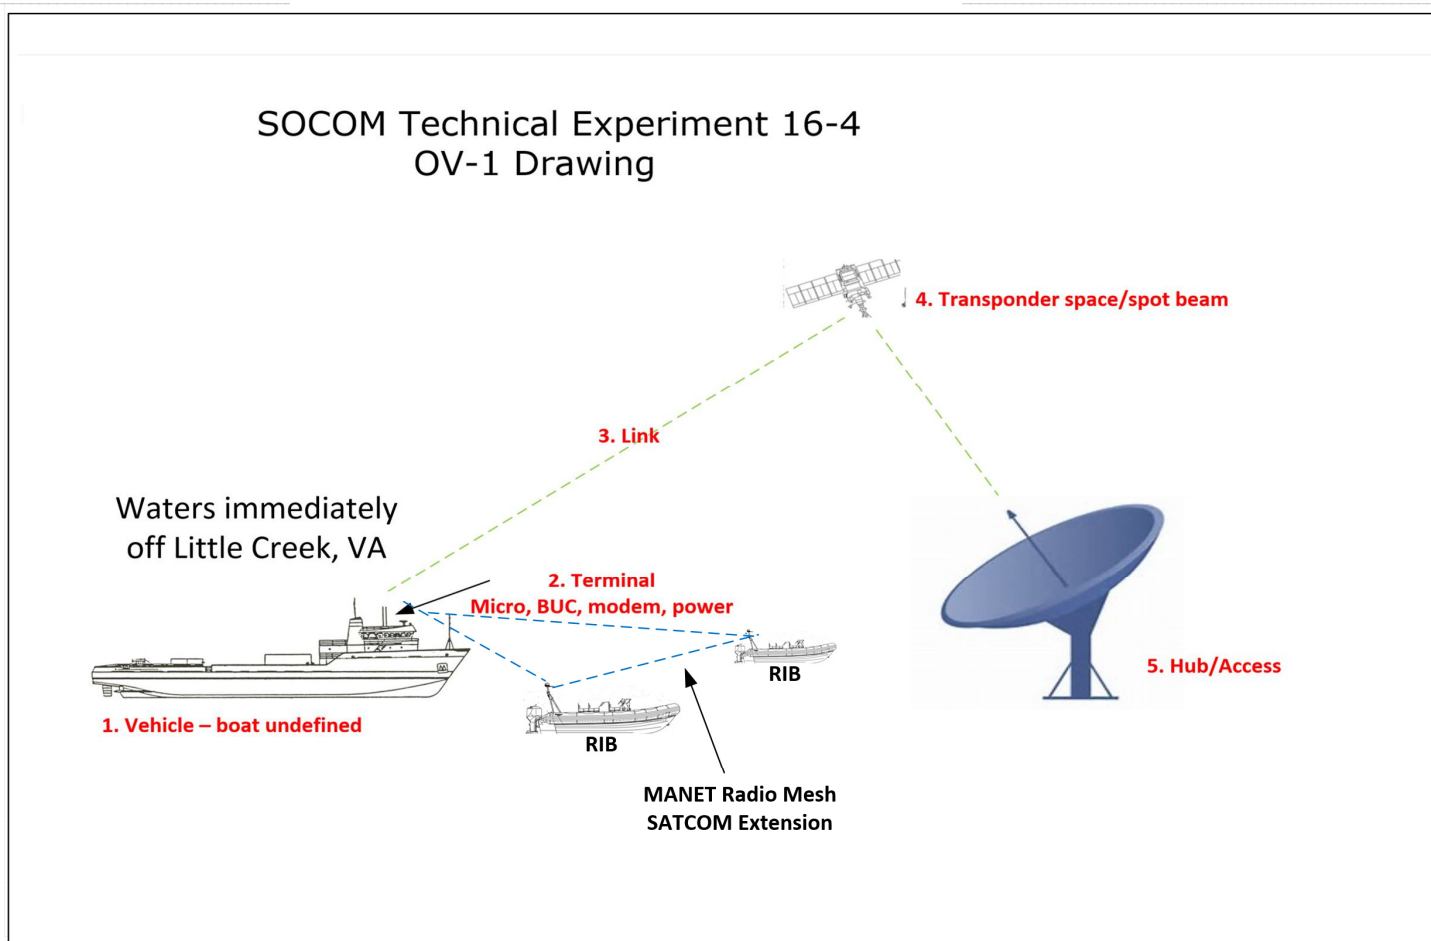 SOCOM Technical Experiment 16-4
OV-1 Drawing
4. Transponder space/spot beam
3. Link
Waters immediately
off Little Creek, VA
2. Terminal
Micro, BUC, modem, power
RIB
5. Hub/Access
1. Vehicle – boat undefined
RIB
MANET Radio Mesh
SATCOM Extension